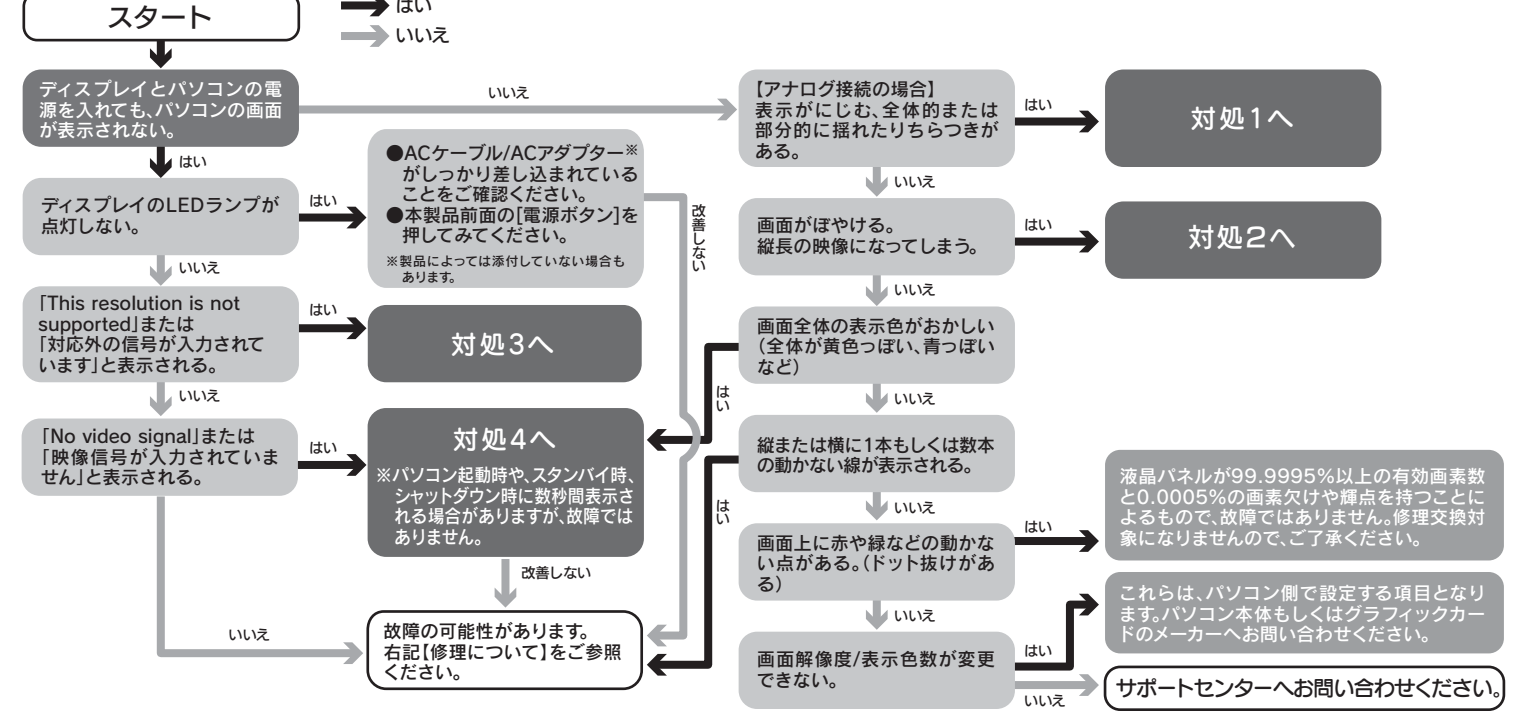 スタート
はい
いいえ
ディスプレイとパソコンの電
源を入れても、パソコンの画面
が表示されない。
いいえ
はい
ディスプレイのLEDランプが
点灯しない。
はい
●ACケーブル/ACアダプター※
がしっかり差し込まれている
ことをご確認ください。
●本製品前面の[電源ボタン]を
押してみてください。
※製品によっては添付していない場合も
あります。
改善しない
いいえ
「This resolution is not
supported」または
「対応外の信号が入力されて
います」と表示される。
はい
対処3へ
いいえ
「No video signal」または
「映像信号が入力されていま
せん」と表示される。
はい
対処4へ
※パソコン起動時や、スタンバイ時、
シャットダウン時に数秒間表示さ
れる場合がありますが、故障では
ありません。
改善しない
いいえ
故障の可能性があります。
右記【修理について】をご参照
ください。
【アナログ接続の場合】
表示がにじむ、全体的または
部分的に揺れたりちらつきが
ある。
はい
対処1へ
いいえ
画面がぼやける。
縦長の映像になってしまう。
はい
対処2へ
いいえ
画面全体の表示色がおかしい
(全体が黄色っぽい、青っぽい
など)
はい
いいえ
縦または横に1本もしくは数本
の動かない線が表示される。
はい
いいえ
画面上に赤や緑などの動かな
い点がある。(ドット抜けがあ
る)
はい
液晶パネルが99.9995%以上の有効画素数
と0.0005%の画素欠けや輝点を持つことに
よるもので、故障ではありません。修理交換対
象になりませんので、ご了承ください。
いいえ
画面解像度/表示色数が変更
できない。
はい
これらは、パソコン側で設定する項目となり
ます。パソコン本体もしくはグラフィックカー
ドのメーカーへお問い合わせください。
いいえ
サポートセンターへお問い合わせください。